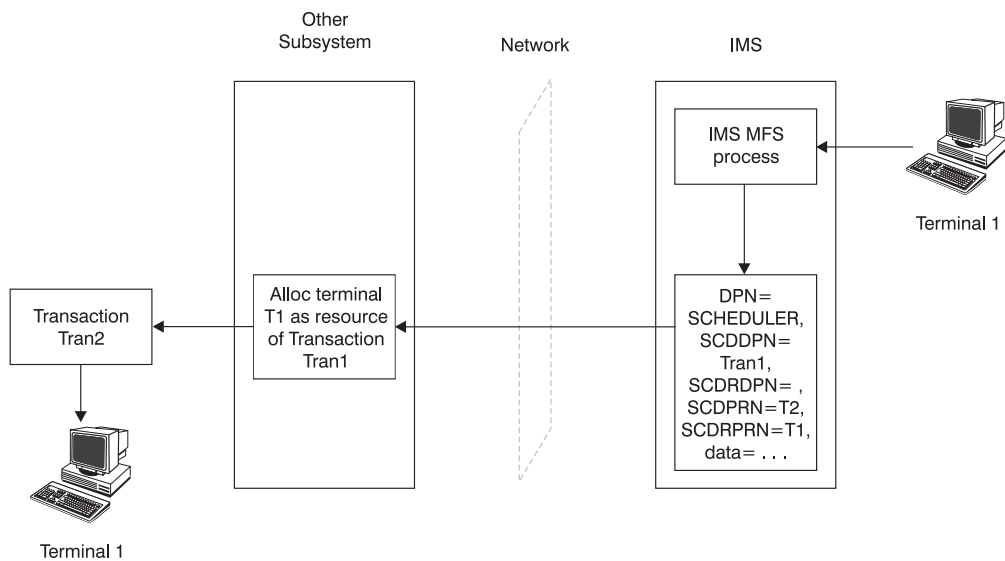 Other
Subsystem
Network
IMS
IMS MFS
process
Terminal 1
Alloc terminal
T1 as resource
of Transaction
Tran1
Transaction
Tran2
DPN=
SCHEDULER,
SCDDPN=
Tran1,
SCDRDPN= ,
SCDPRN=T2,
SCDRPRN=T1,
data= . . .
Terminal 1